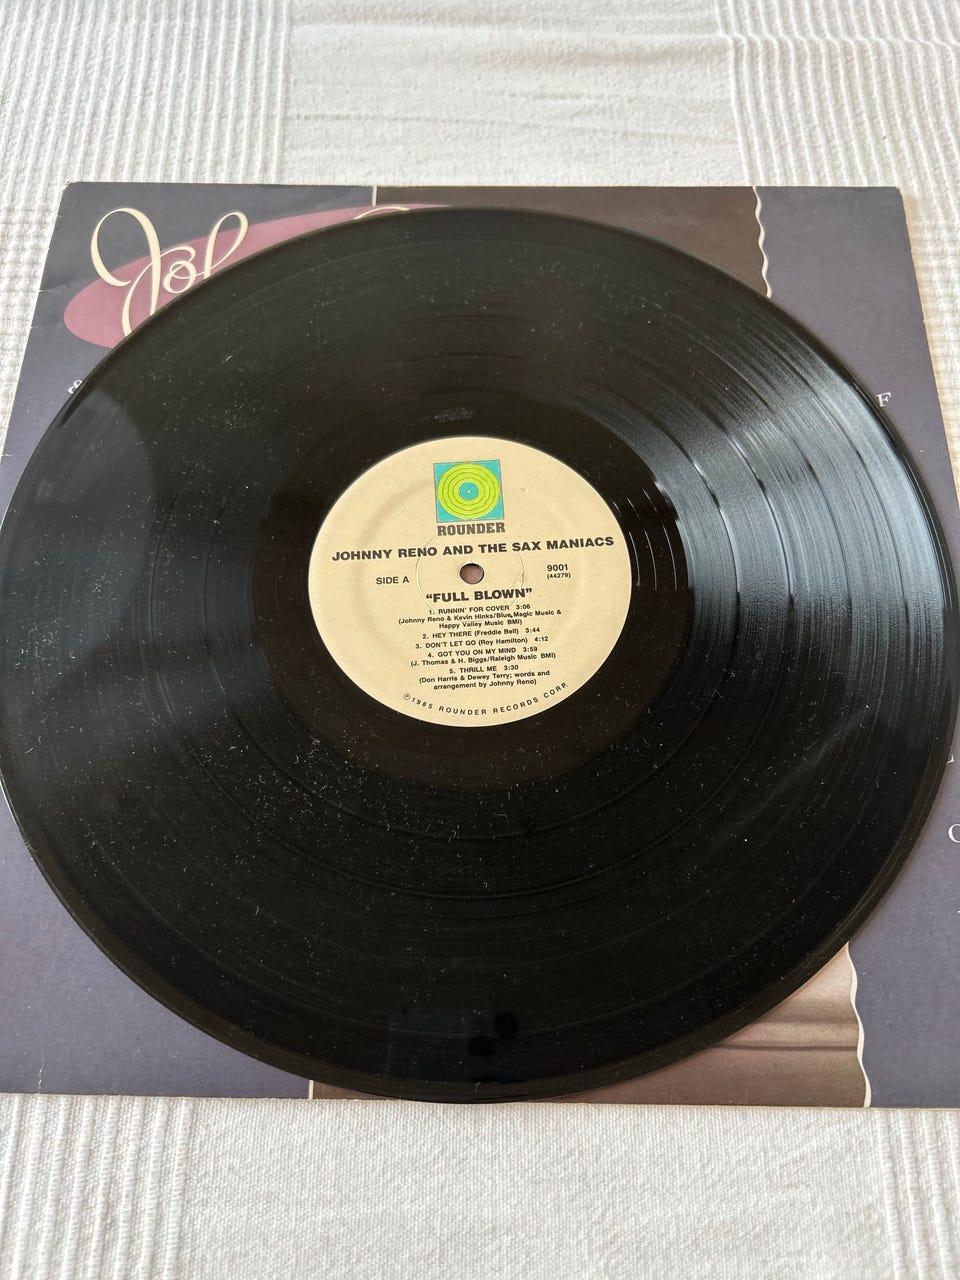 Joh
&
F
ROUNDER
JOHNNY RENO AND THE SAX MANIACS
SIDE A
9001
(44279)
“FULL BLOWN”
1. RUNNIN' FOR COVER 3:06
(Johnny Reno & Kevin Hinks/Blue Magic Music &
Happy Valley Music BMI)
2. HEY THERE (Freddie Bell) 3:44
3. DON'T LET GO (Roy Hamilton) 4:12
4. GOT YOU ON MY MIND 3:59
(J. Thomas & H. Biggs/Raleigh Music BMI)
5. THRILL ME 3:30
(Don Harris & Dewey Terry; words and
arrangement by Johnny Reno)
℗1985 ROUNDER RECORDS CORP.